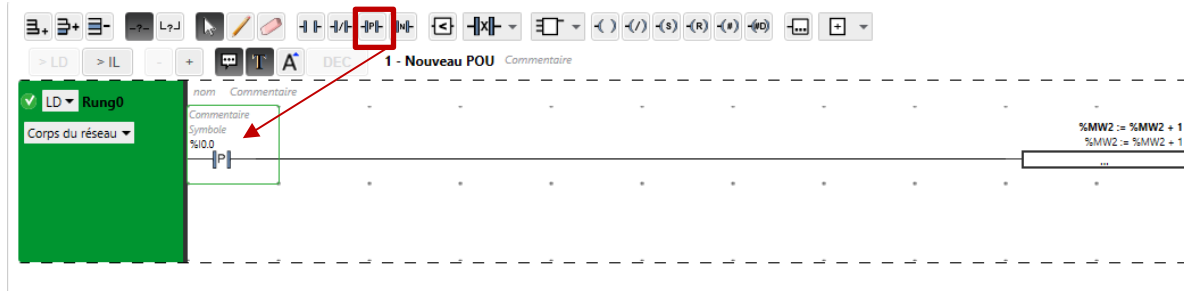 -?- L?┘ P N < X ( ) (/) (S) (R) (#) (#D) ... +
> LD > IL - + T A DEC 1 - Nouveau POU Commentaire
nom Commentaire
LD Rung0
Corps du réseau
Commentaire
Symbole
%I0.0
P
%MW2 := %MW2 + 1
%MW2 := %MW2 + 1
...